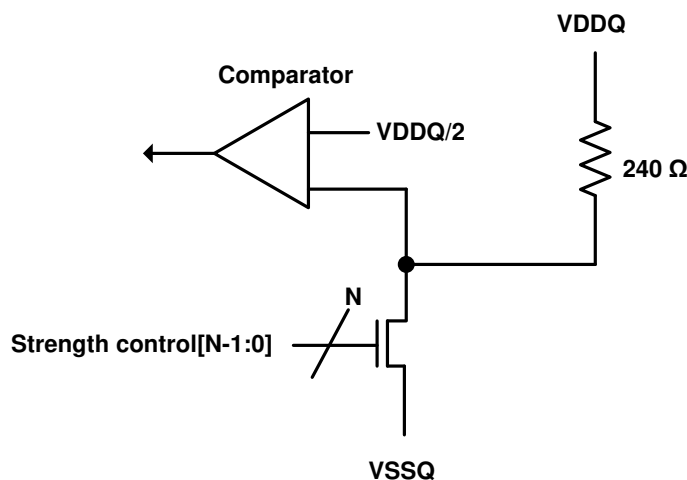 VDDQ
Comparator
VDDQ/2
240 Ω
N
Strength control[N-1:0]
VSSQ